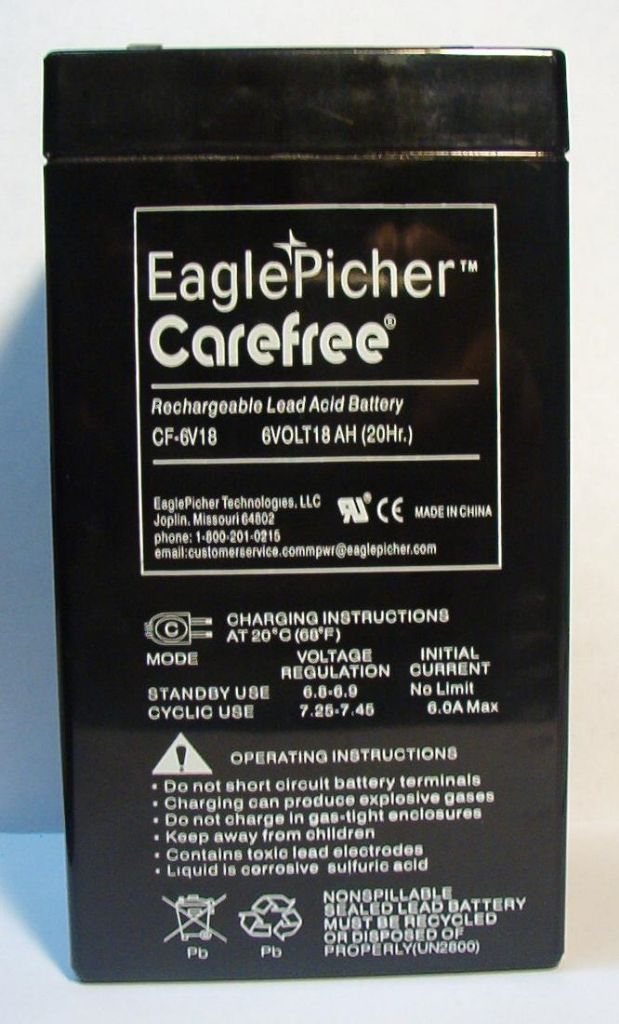 EaglePicher™
Carefree®
Rechargeable Lead Acid Battery
CF-6V18 6VOLT18 AH (20Hr.)
EaglePicher Technologies, LLC
Joplin, Missouri 64802
phone: 1-800-201-0215
email:customerservice.commpwr@eaglepicher.com
RU® CE MADE IN CHINA
C CHARGING INSTRUCTIONS
AT 20°C (68°F)
MODE VOLTAGE REGULATION INITIAL CURRENT
STANDBY USE 6.8-6.9 No Limit
CYCLIC USE 7.25-7.45 6.0A Max
! OPERATING INSTRUCTIONS
• Do not short circuit battery terminals
• Charging can produce explosive gases
• Do not charge in gas-tight enclosures
• Keep away from children
• Contains toxic lead electrodes
• Liquid is corrosive sulfuric acid
Pb Pb
NONSPILLABLE
SEALED LEAD BATTERY
MUST BE RECYCLED
OR DISPOSED OF
PROPERLY(UN2800)